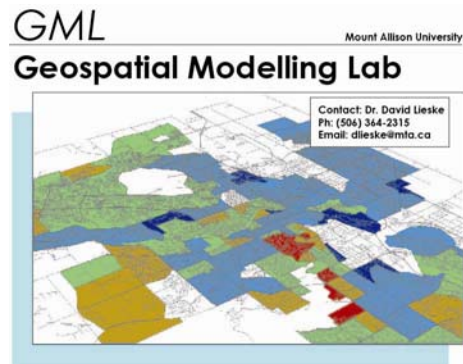 GML
Mount Allison University
Geospatial Modelling Lab
Contact: Dr. David Lieske
Ph: (506) 364-2315
Email: dlieske@mta.ca